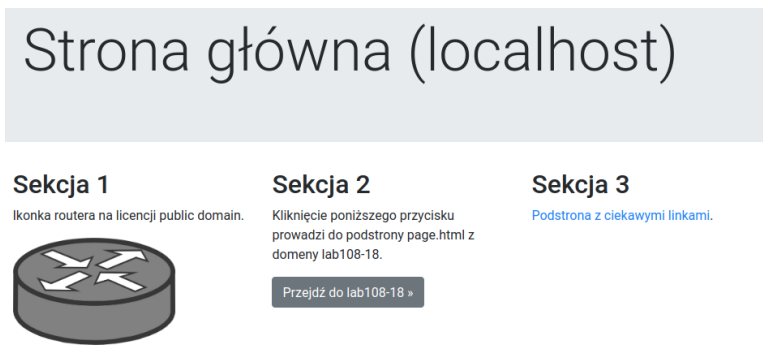 Strona główna (localhost)
Sekcja 1
Ikonka routera na licencji public domain.
Sekcja 2
Kliknięcie poniższego przycisku
prowadzi do podstrony page.html z
domeny lab108-18.
Przejdź do lab108-18 »
Sekcja 3
Podstrona z ciekawymi linkami.